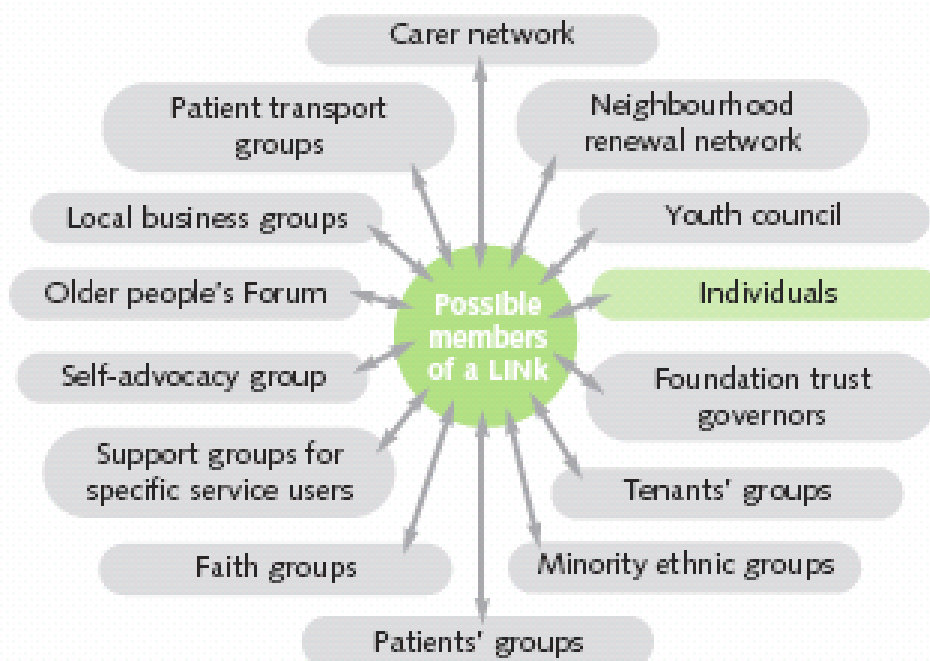 Carer network
Patient transport
groups
Neighbourhood
renewal network
Local business groups
Youth council
Older people's Forum
Possible
members
of a LINk
Individuals
Self-advocacy group
Foundation trust
governors
Support groups for
specific service users
Tenants' groups
Faith groups
Minority ethnic groups
Patients' groups